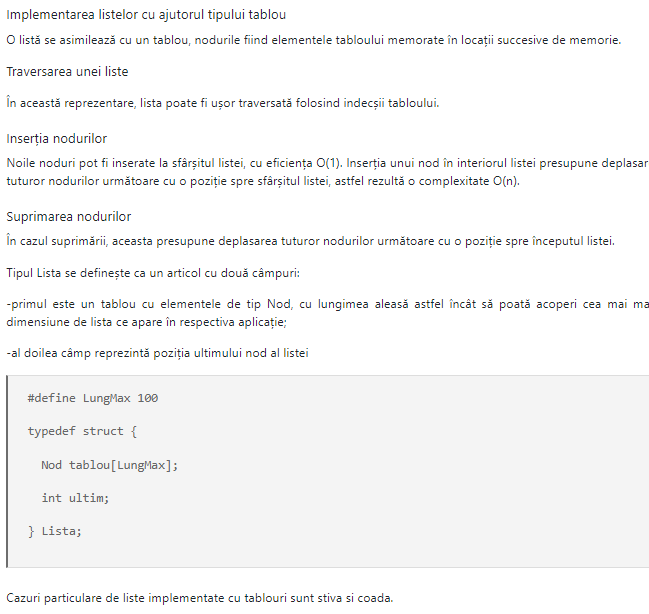 Implementarea listelor cu ajutorul tipului tablou
O listă se asimilează cu un tablou, nodurile fiind elementele tabloului memorate în locații succesive de memorie.
Traversarea unei liste
În această reprezentare, lista poate fi ușor traversată folosind indecșii tabloului.
Inserția nodurilor
Noile noduri pot fi inserate la sfârșitul listei, cu eficiența O(1). Inserția unui nod în interiorul listei presupune deplasar
tuturor nodurilor următoare cu o poziție spre sfârșitul listei, astfel rezultă o complexitate O(n).
Suprimarea nodurilor
În cazul suprimării, aceasta presupune deplasarea tuturor nodurilor următoare cu o poziție spre începutul listei.
Tipul Lista se definește ca un articol cu două câmpuri:
-primul este un tablou cu elementele de tip Nod, cu lungimea aleasă astfel încât să poată acoperi cea mai ma
dimensiune de lista ce apare în respectiva aplicație;
-al doilea câmp reprezintă poziția ultimului nod al listei
#define LungMax 100
typedef struct {
Nod tablou[LungMax];
int ultim;
} Lista;
Cazuri particulare de liste implementate cu tablouri sunt stiva si coada.